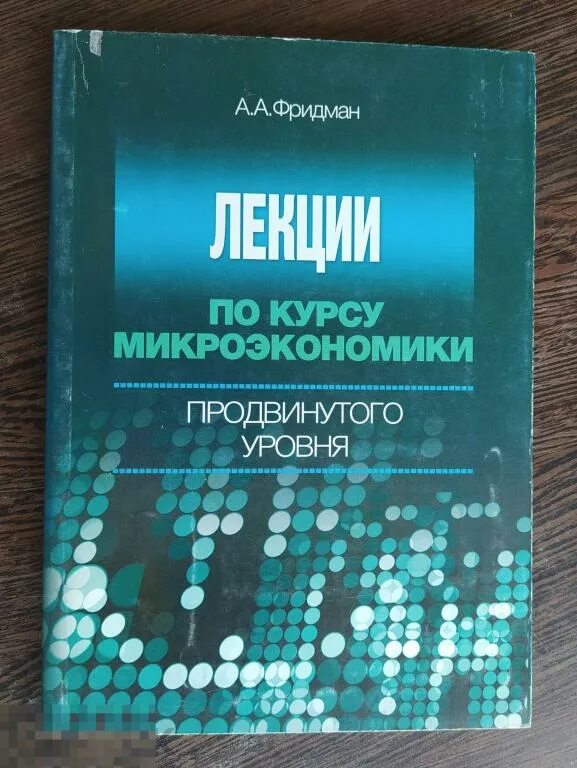 А.А.Фридман
ЛЕКЦИИ
ПО КУРСУ
МИКРОЭКОНОМИКИ
ПРОДВИНУТОГО
УРОВНЯ